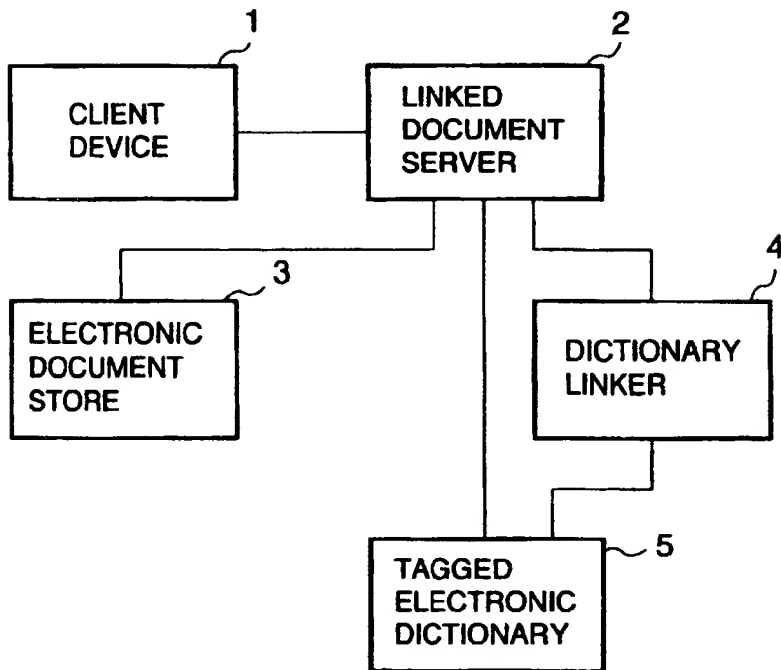 1
CLIENT
DEVICE
2
LINKED
DOCUMENT
SERVER
3
ELECTRONIC
DOCUMENT
STORE
4
DICTIONARY
LINKER
5
TAGGED
ELECTRONIC
DICTIONARY